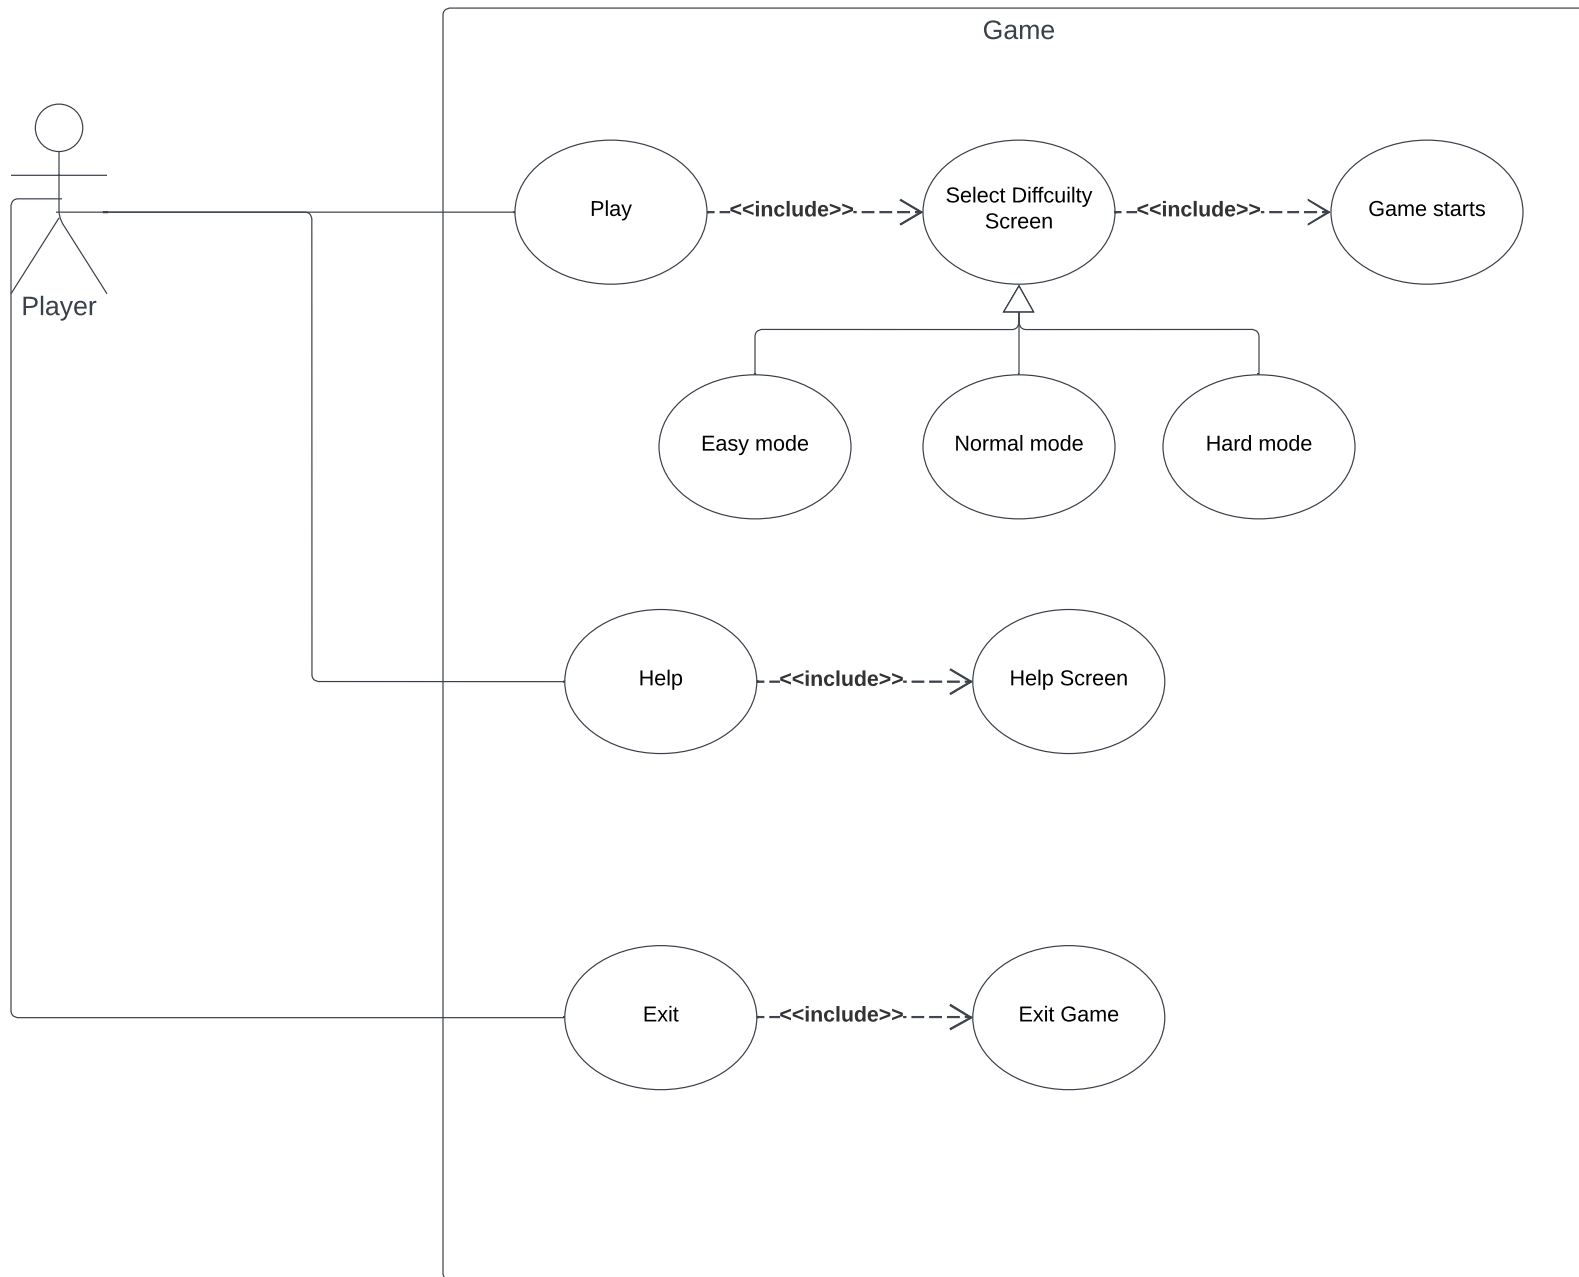 Game
Player
Play
<<include>>
Select Diffcuilty
Screen
<<include>>
Game starts
Easy mode
Normal mode
Hard mode
Help
<<include>>
Help Screen
Exit
<<include>>
Exit Game